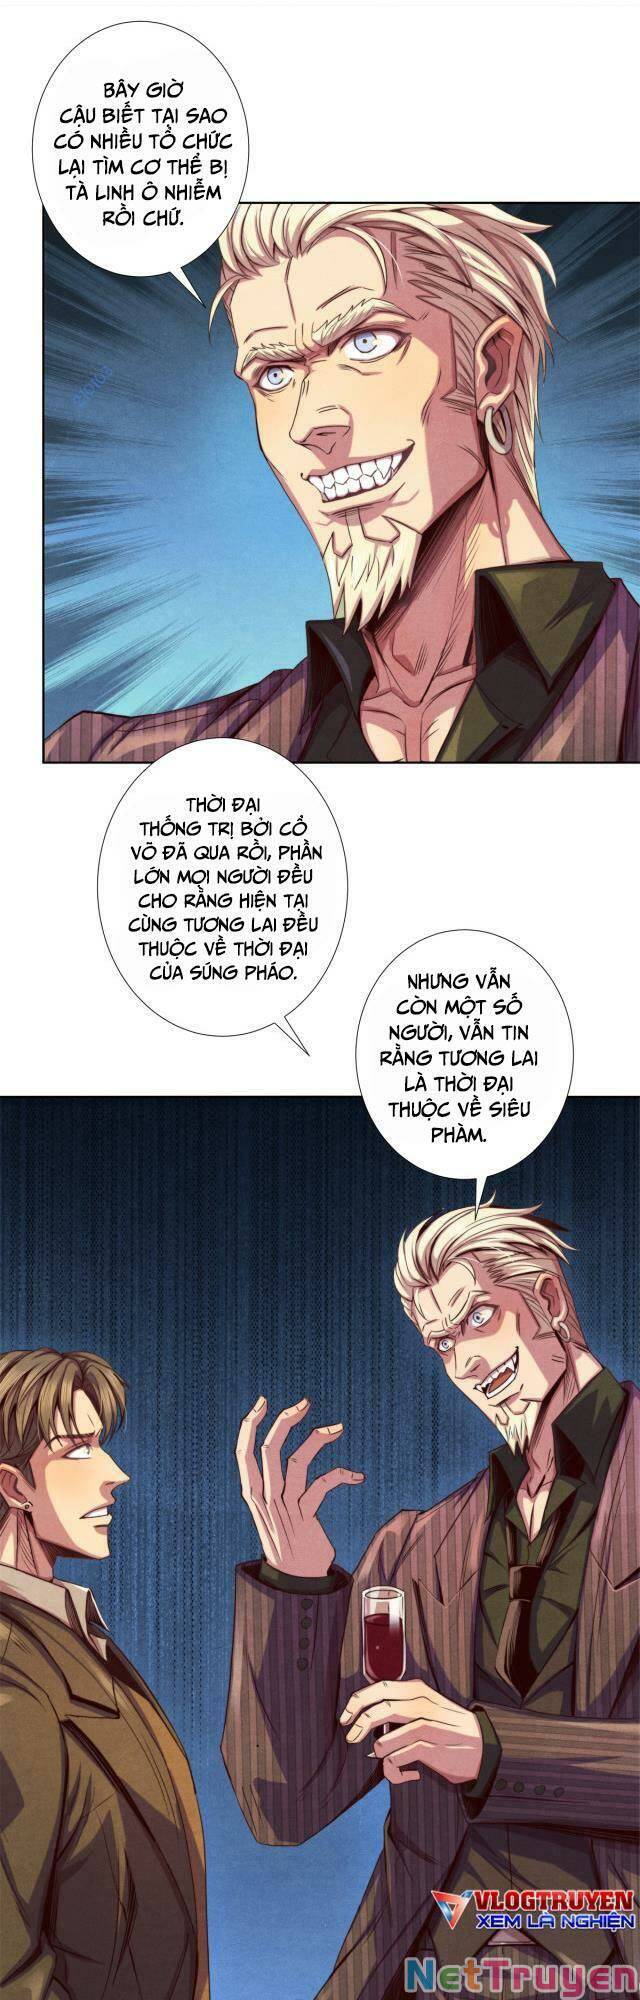 BÂY GIỜ
CẬU BIẾT TẠI SAO
CÓ NHIỀU TỔ CHỨC
LẠI TÌM CƠ THỂ BỊ
TÀ LINH Ô NHIỄM
RỒI CHỨ.
THỜI ĐẠI
THỐNG TRỊ BỞI CỔ
VÕ ĐÃ QUA RỒI, PHẦN
LỚN MỌI NGƯỜI ĐỀU
CHO RẰNG HIỆN TẠI
CÙNG TƯƠNG LAI ĐỀU
THUỘC VỀ THỜI ĐẠI
CỦA SÚNG PHÁO.
NHƯNG VẪN
CÒN MỘT SỐ
NGƯỜI, VẪN TIN
RẰNG TƯƠNG LAI
LÀ THỜI ĐẠI
THUỘC VỀ SIÊU
PHÀM.
VLOGTRUYEN
XEM LÀ NGHIỆN
NetTruyen